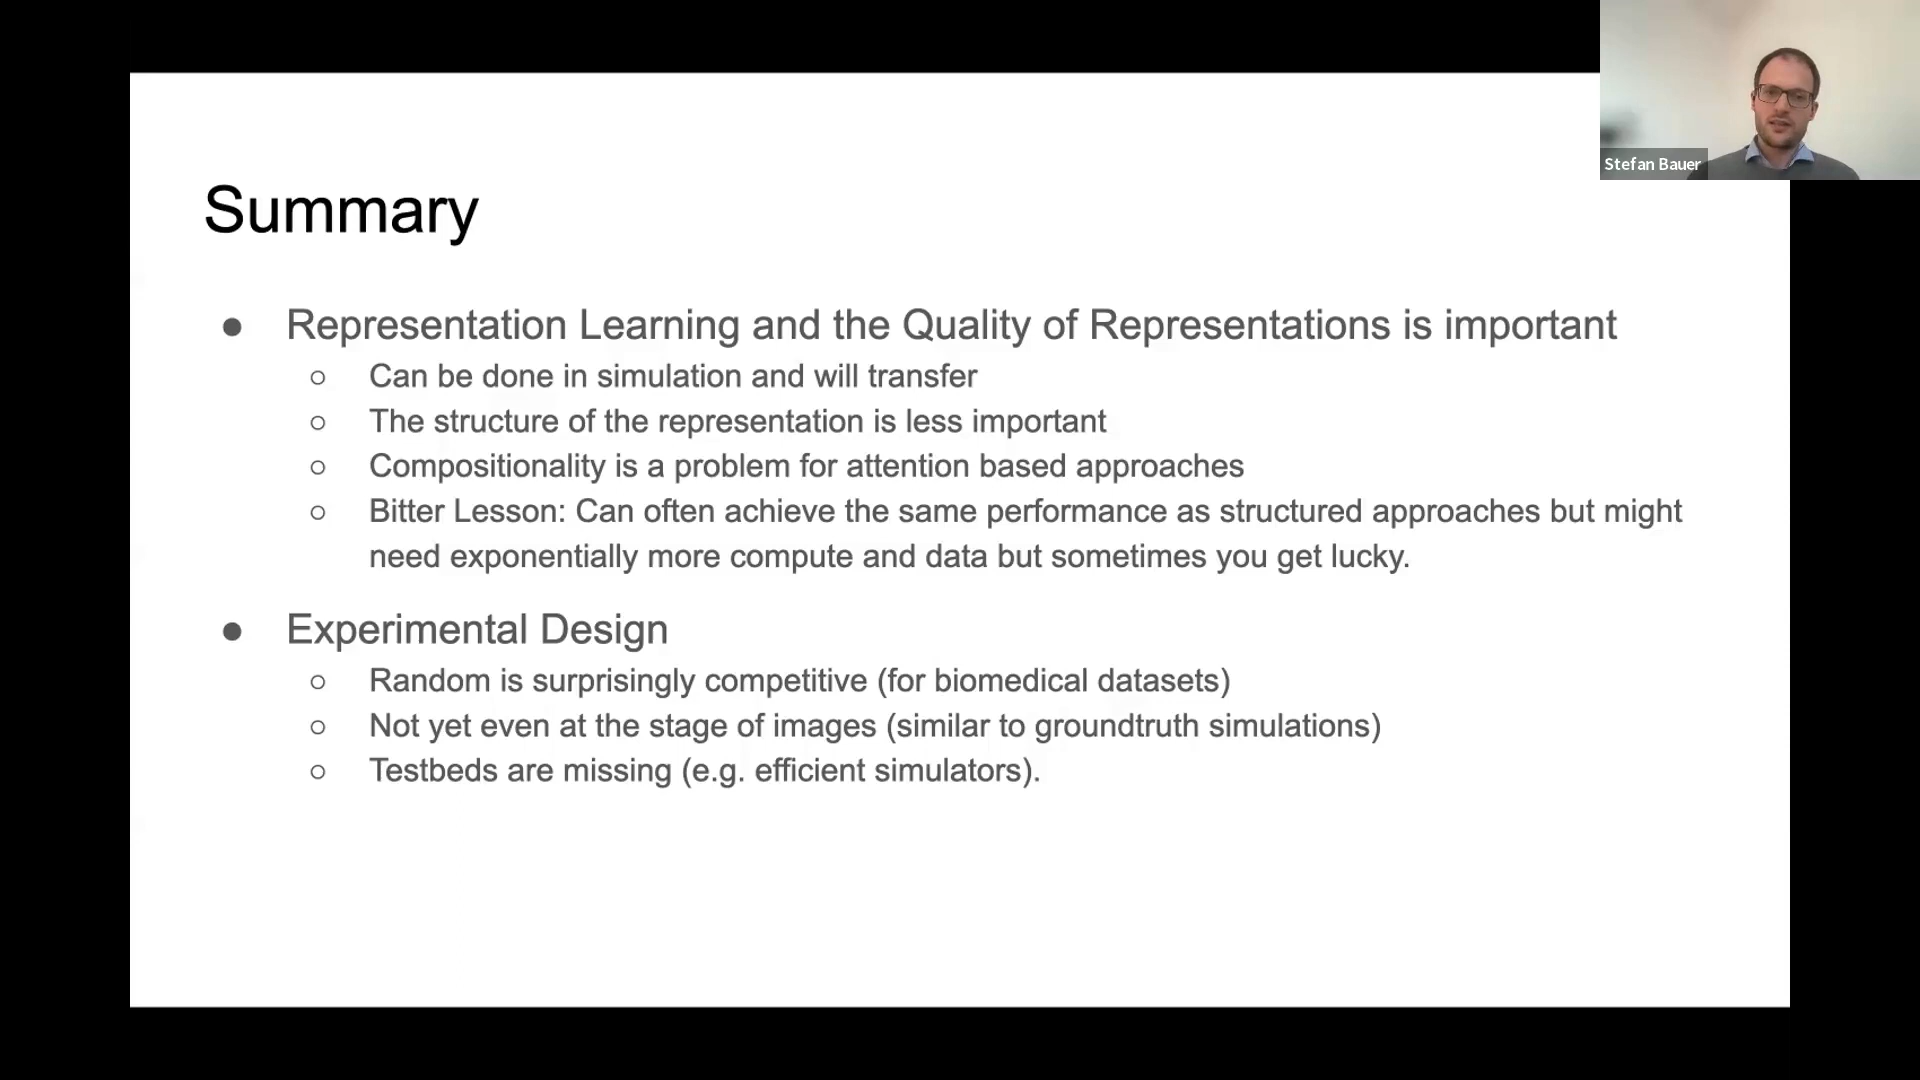 Stefan Bauer
Summary
● Representation Learning and the Quality of Representations is important
○ Can be done in simulation and will transfer
○ The structure of the representation is less important
○ Compositionality is a problem for attention based approaches
○ Bitter Lesson: Can often achieve the same performance as structured approaches but might
need exponentially more compute and data but sometimes you get lucky.
● Experimental Design
○ Random is surprisingly competitive (for biomedical datasets)
○ Not yet even at the stage of images (similar to groundtruth simulations)
○ Testbeds are missing (e.g. efficient simulators).